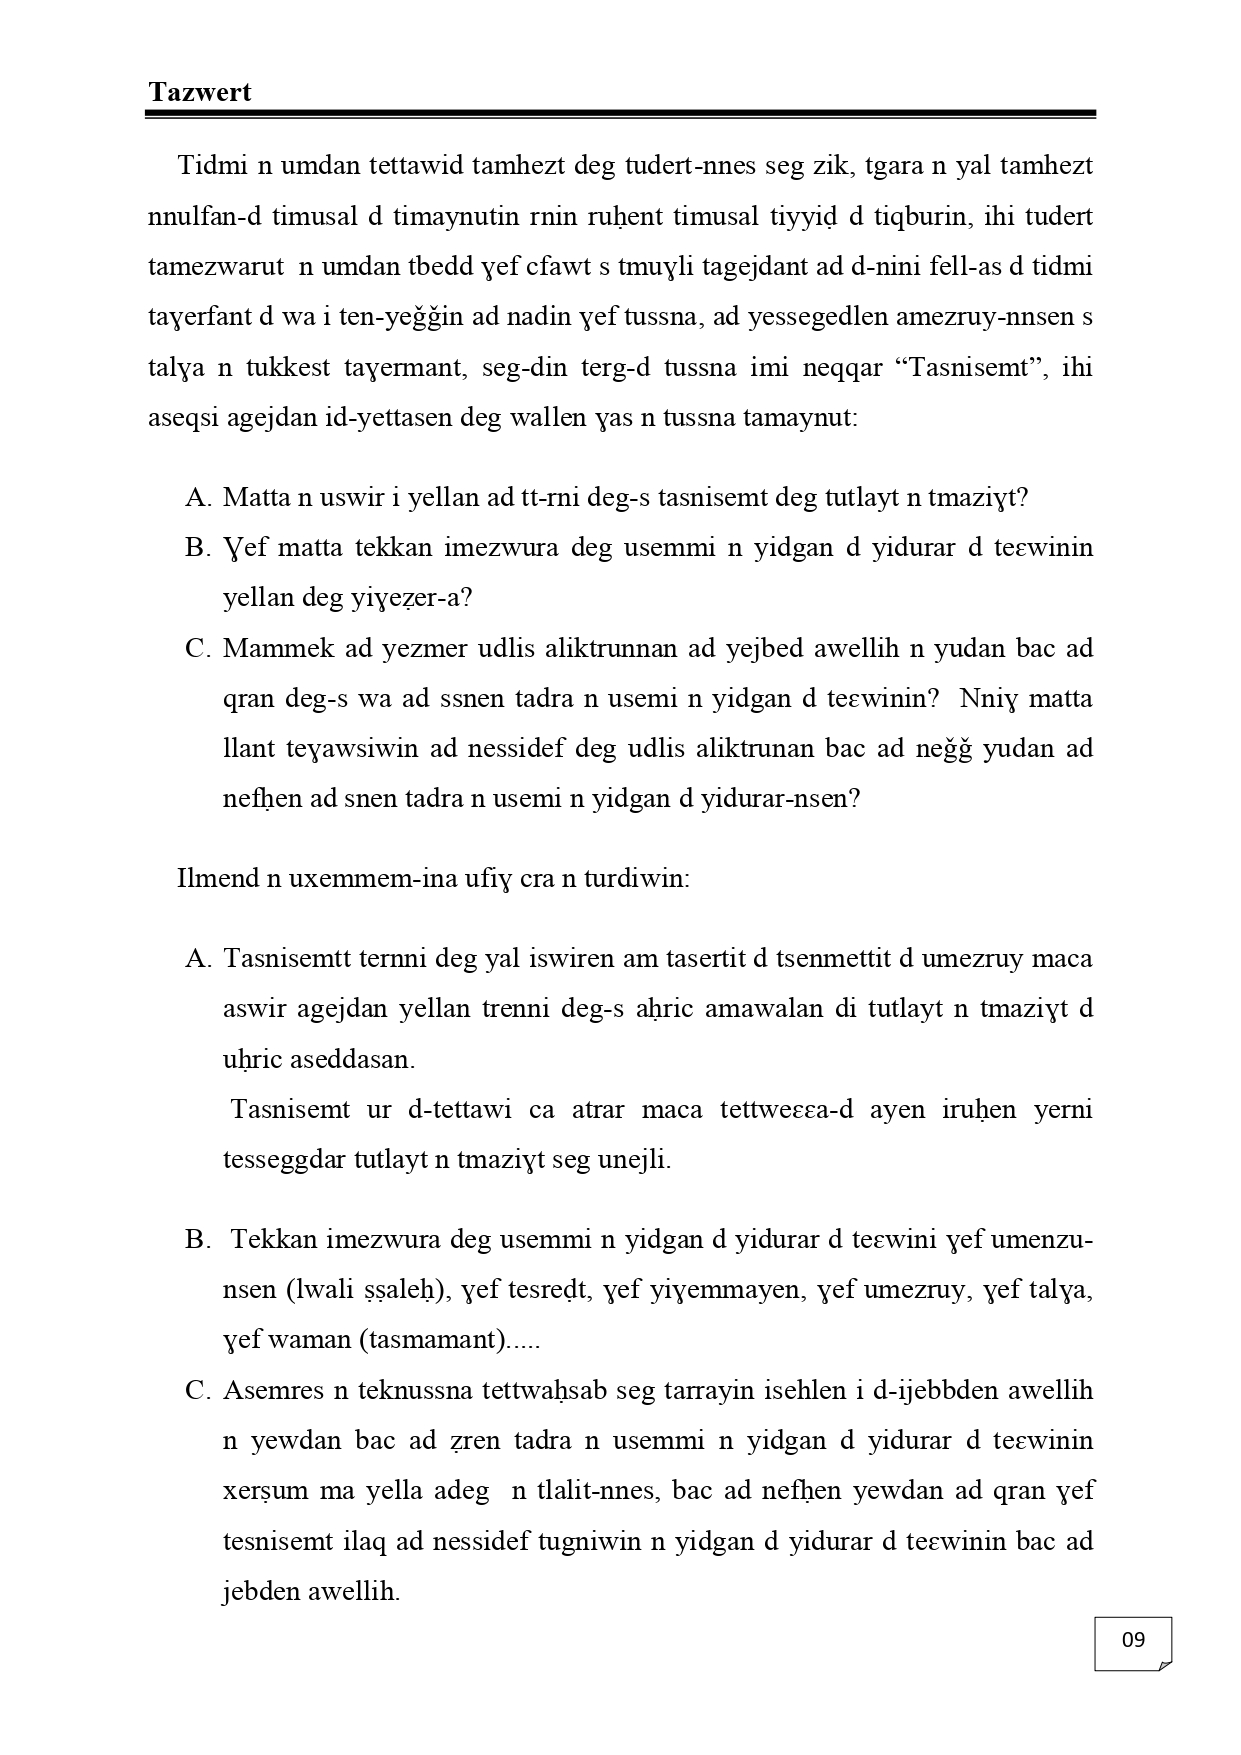 Tazwert
Tidmi n umdan tettawid tamhezt deg tudert-nnes seg zik, tgara n yal tamhezt
nnulfan-d timusal d timaynutin rnin ruḥent timusal tiyyiḍ d tiqburin, ihi tudert
tamezwarut n umdan tbedd ɣef cfawt s tmuɣli tagejdant ad d-nini fell-as d tidmi
taɣerfant d wa i ten-yeǧǧin ad nadin ɣef tussna, ad yessegedlen amezruy-nnsen s
talɣa n tukkest taɣermant, seg-din terg-d tussna imi neqqar “Tasnisemt”, ihi
aseqsi agejdan id-yettasen deg wallen ɣas n tussna tamaynut:
A. Matta n uswir i yellan ad tt-rni deg-s tasnisemt deg tutlayt n tmaziɣt?
B. Ɣef matta tekkan imezwura deg usemmi n yidgan d yidurar d teɛwinin
yellan deg yiɣeẓer-a?
C. Mammek ad yezmer udlis aliktrunnan ad yejbed awellih n yudan bac ad
qran deg-s wa ad ssnen tadra n usemi n yidgan d teɛwinin? Nniɣ matta
llant teɣawsiwin ad nessidef deg udlis aliktrunan bac ad neǧǧ yudan ad
nefḥen ad snen tadra n usemi n yidgan d yidurar-nsen?
Ilmend n uxemmem-ina ufiɣ cra n turdiwin:
A. Tasnisemtt ternni deg yal iswiren am tasertit d tsenmettit d umezruy maca
aswir agejdan yellan trenni deg-s aḥric amawalan di tutlayt n tmaziɣt d
uḥric aseddasan.
Tasnisemt ur d-tettawi ca atrar maca tettweɛɛa-d ayen iruḥen yerni
tesseggdar tutlayt n tmaziɣt seg unejli.
B. Tekkan imezwura deg usemmi n yidgan d yidurar d teɛwini ɣef umenzu-
nsen (lwali ṣṣaleḥ), ɣef tesreḍt, ɣef yiɣemmayen, ɣef umezruy, ɣef talɣa,
ɣef waman (tasmamant).....
C. Asemres n teknussna tettwaḥsab seg tarrayin isehlen i d-ijebbden awellih
n yewdan bac ad ẓren tadra n usemmi n yidgan d yidurar d teɛwinin
xerṣum ma yella adeg n tlalit-nnes, bac ad nefḥen yewdan ad qran ɣef
tesnisemt ilaq ad nessidef tugniwin n yidgan d yidurar d teɛwinin bac ad
jebden awellih.
09